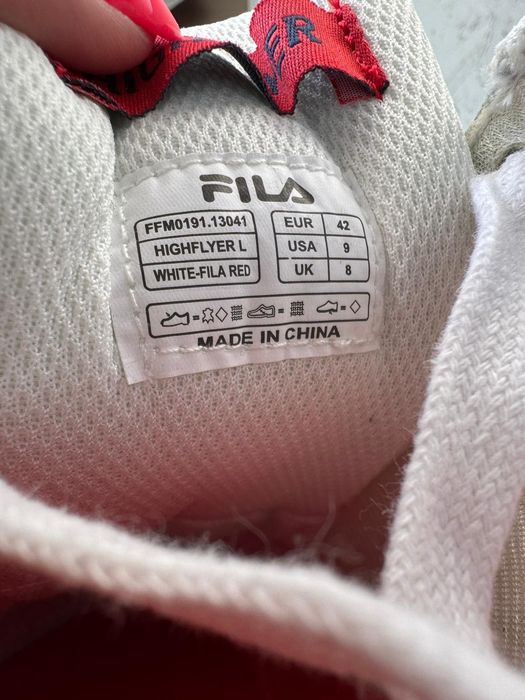 FILA
FFM0191.13041
HIGHFLYER L
WHITE-FILA RED
EUR 42
USA 9
UK 8
MADE IN CHINA